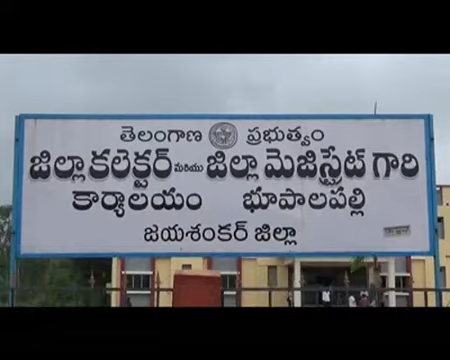 తెలంగాణ ప్రభుత్వం
జిల్లా కలెక్టర్ మరియు జిల్లా మెజిస్ట్రేట్ గారి
కార్యాలయం భూపాలపల్లి
జయశంకర్ జిల్లా